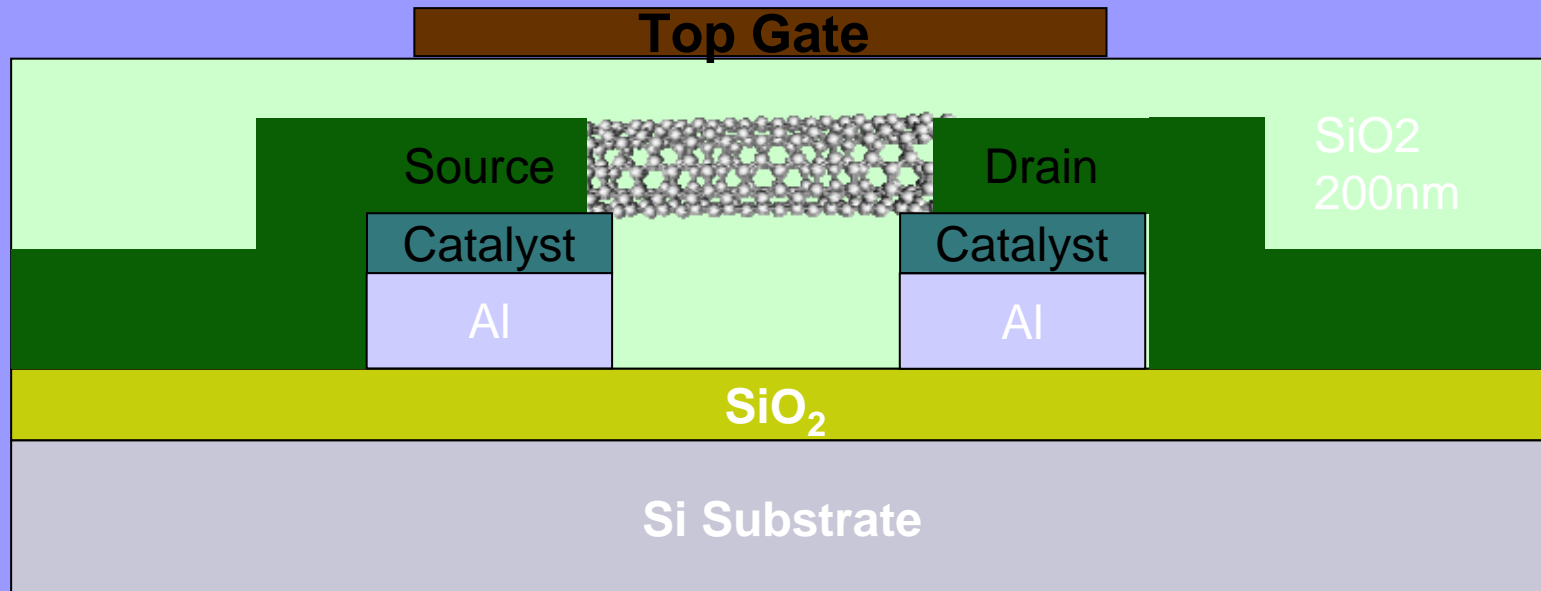 Top Gate
Source
Drain
SiO2
200nm
Catalyst
Catalyst
Al
Al
SiO₂
Si Substrate